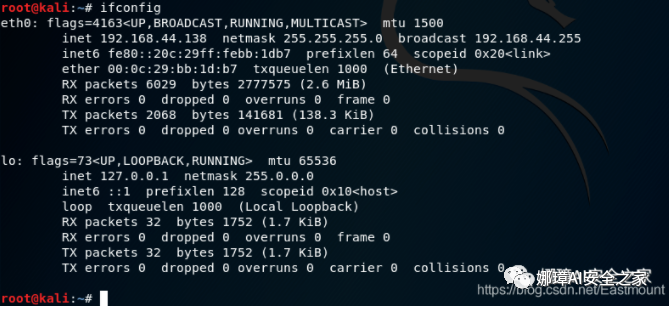 root@kali:~# ifconfig
eth0: flags=4163<UP,BROADCAST,RUNNING,MULTICAST>  mtu 1500
        inet 192.168.44.138  netmask 255.255.255.0  broadcast 192.168.44.255
        inet6 fe80::20c:29ff:febb:1db7  prefixlen 64  scopeid 0x20<link>
        ether 00:0c:29:bb:1d:b7  txqueuelen 1000  (Ethernet)
        RX packets 6029  bytes 2777575 (2.6 MiB)
        RX errors 0  dropped 0  overruns 0  frame 0
        TX packets 2068  bytes 141681 (138.3 KiB)
        TX errors 0  dropped 0 overruns 0  carrier 0  collisions 0

lo: flags=73<UP,LOOPBACK,RUNNING>  mtu 65536
        inet 127.0.0.1  netmask 255.0.0.0
        inet6 ::1  prefixlen 128  scopeid 0x10<host>
        loop  txqueuelen 1000  (Local Loopback)
        RX packets 32  bytes 1752 (1.7 KiB)
        RX errors 0  dropped 0  overruns 0  frame 0
        TX packets 32  bytes 1752 (1.7 KiB)
        TX errors 0  dropped 0 overruns 0  carrier 0  collisions 0
娜璋AI安全之家
https://blog.csdn.net/Eastmount
root@kali:~#